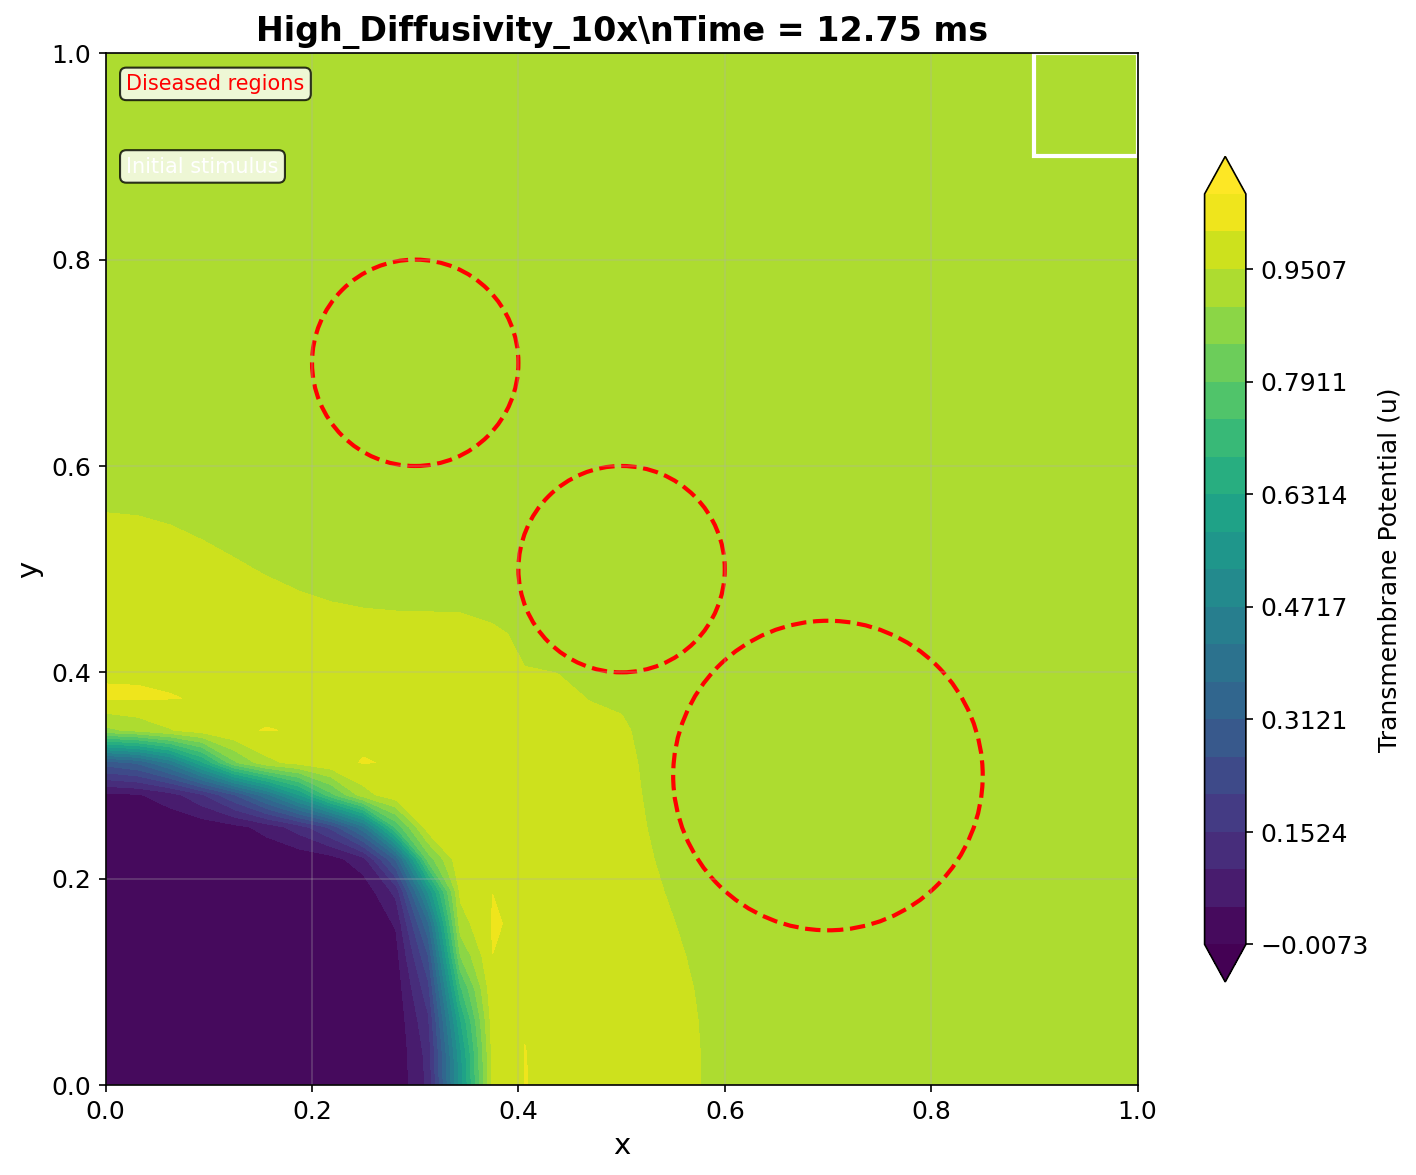 High_Diffusivity_10x\nTime = 12.75 ms
1.0
Diseased regions
Initial stimulus
0.8
0.6
0.4
0.2
0.0
y
0.0 0.2 0.4 0.6 0.8 1.0
x
0.9507
0.7911
0.6314
0.4717
0.3121
0.1524
−0.0073
Transmembrane Potential (u)